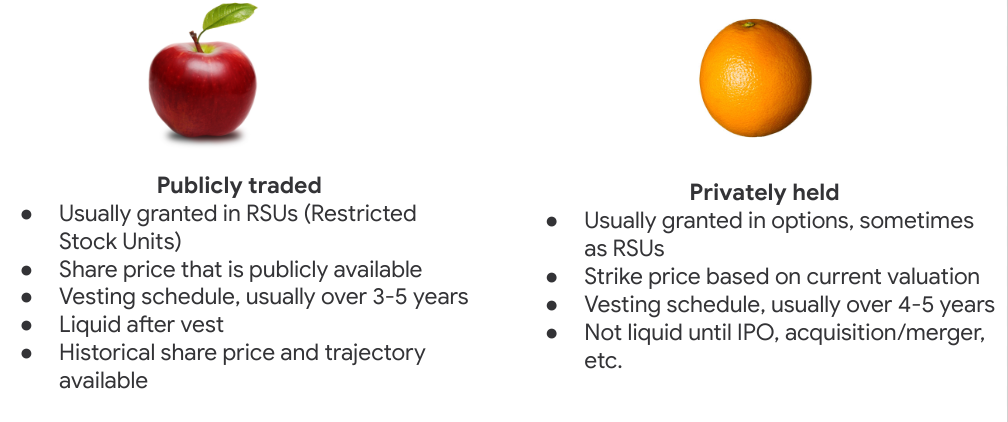 Publicly traded
● Usually granted in RSUs (Restricted
Stock Units)
● Share price that is publicly available
● Vesting schedule, usually over 3-5 years
● Liquid after vest
● Historical share price and trajectory
available
Privately held
● Usually granted in options, sometimes
as RSUs
● Strike price based on current valuation
● Vesting schedule, usually over 4-5 years
● Not liquid until IPO, acquisition/merger,
etc.